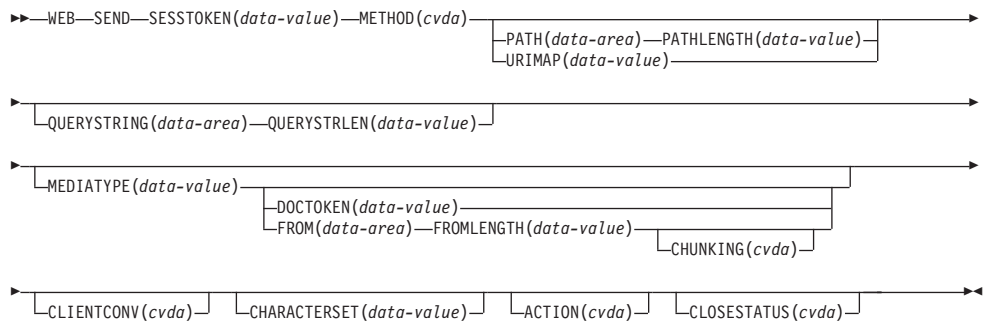 WEB SEND SESSTOKEN(data-value) METHOD(cvda)
PATH(data-area) PATHLENGTH(data-value)
URIMAP(data-value)
QUERYSTRING(data-area) QUERYSTRLEN(data-value)
MEDIATYPE(data-value)
DOCTOKEN(data-value)
FROM(data-area) FROMLENGTH(data-value)
CHUNKING(cvda)
CLIENTCONV(cvda) CHARACTERSET(data-value) ACTION(cvda) CLOSESTATUS(cvda)